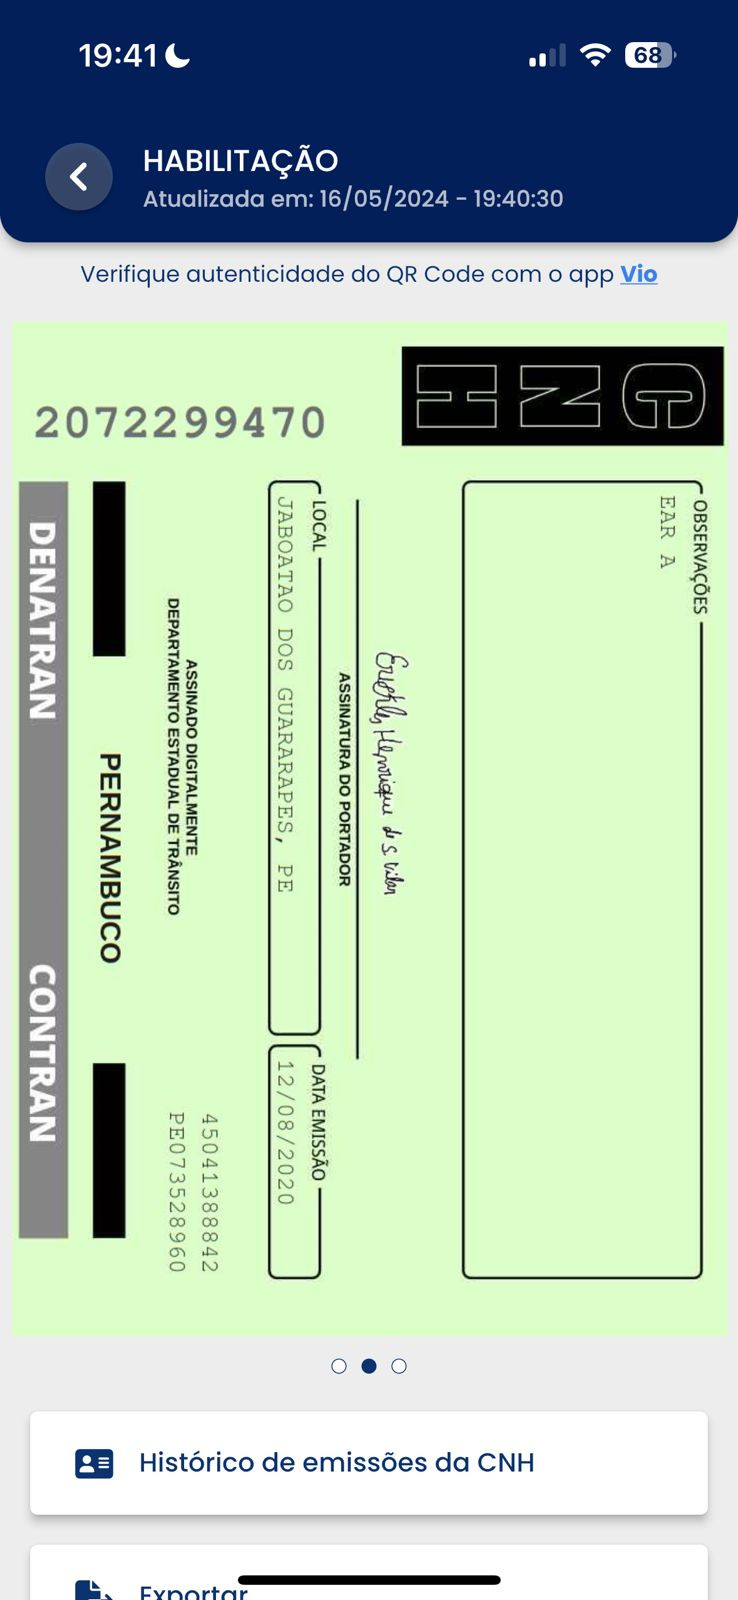 19:41
68
HABILITAÇÃO
Atualizada em: 16/05/2024 - 19:40:30
Verifique autenticidade do QR Code com o app Vio
CNH
OBSERVAÇÕES
EAR A
Henrique de S. Vilar
ASSINATURA DO PORTADOR
LOCAL
JABOATAO DOS GUARARAPES, PE
DATA EMISSÃO
12/08/2020
45041388842
PE073528960
ASSINADO DIGITALMENTE
DEPARTAMENTO ESTADUAL DE TRÂNSITO
PERNAMBUCO
DENATRAN CONTRAN
2072299470
Histórico de emissões da CNH
Exportar